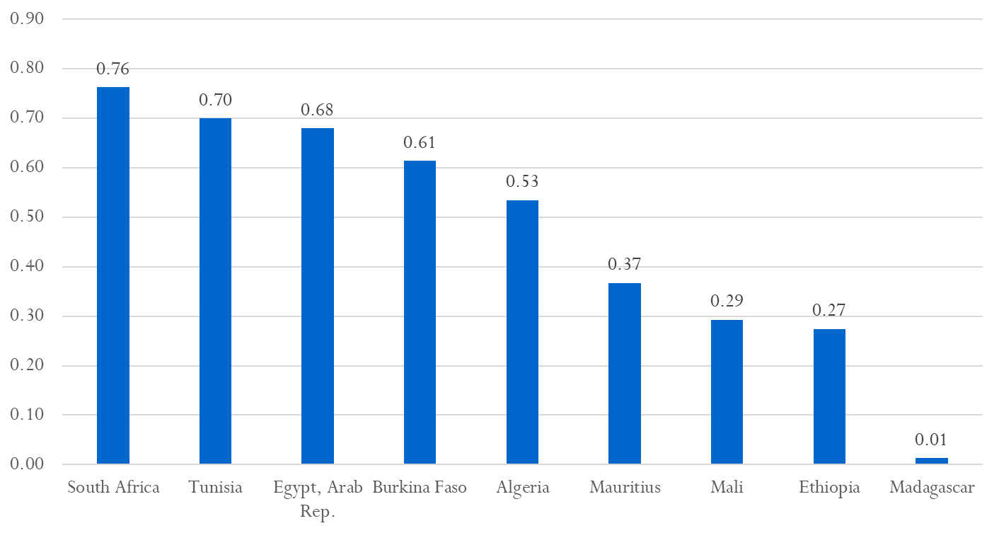 0.90
0.80
0.70
0.60
0.50
0.40
0.30
0.20
0.10
0.00
0.76
0.70
0.68
0.61
0.53
0.37
0.29
0.27
0.01
South Africa
Tunisia
Egypt, Arab
Rep.
Burkina Faso
Algeria
Mauritius
Mali
Ethiopia
Madagascar